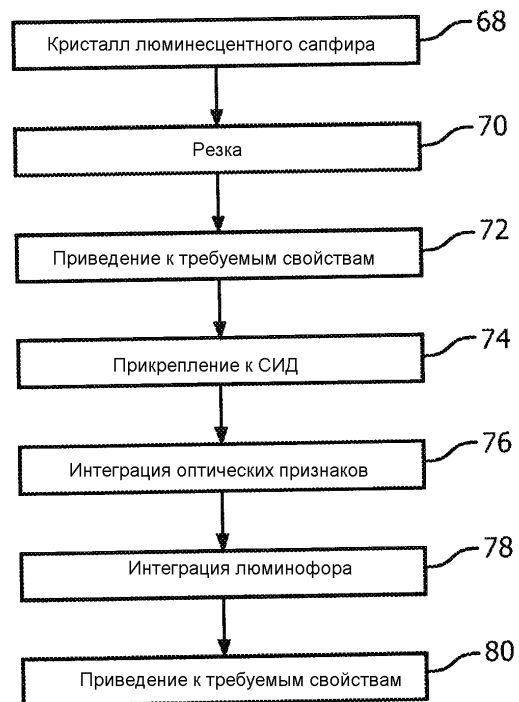 Кристалл люминесцентного сапфира
68
Резка
70
Приведение к требуемым свойствам
72
Прикрепление к СИД
74
Интеграция оптических признаков
76
Интеграция люминофора
78
Приведение к требуемым свойствам
80